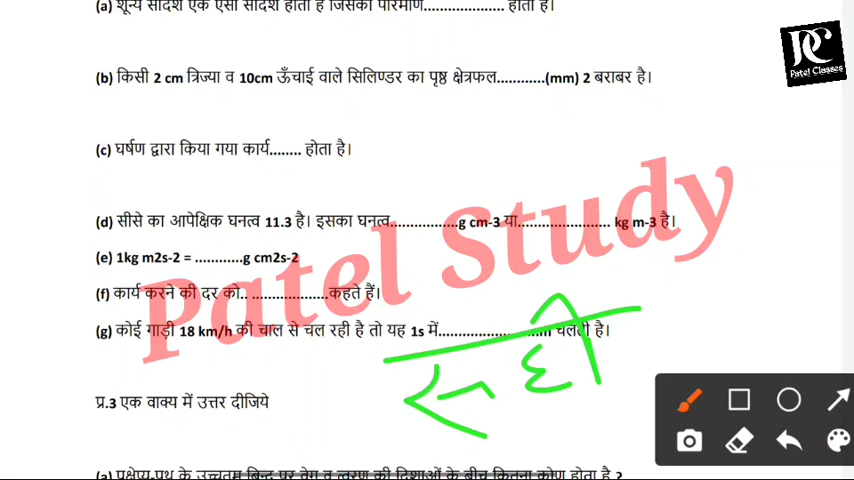 (a) शून्य सदिश एक ऐसा सदिश होता है जिसका परिमाण.................... होता है।
PC
Patel Classes
(b) किसी 2 cm त्रिज्या व 10cm ऊँचाई वाले सिलिण्डर का पृष्ठ क्षेत्रफल............(mm) 2 बराबर है।
(c) घर्षण द्वारा किया गया कार्य........ होता है।
(d) सीसे का आपेक्षिक घनत्व 11.3 है। इसका घनत्व.................g cm-3 या....................... kg m-3 है।
(e) 1kg m2s-2 = ............g cm2s-2
(f) कार्य करने की दर को.. ...................कहते हैं।
(g) कोई गाड़ी 18 km/h की चाल से चल रही है तो यह 1s में.........................m चलती है।
Patel Study
सही
प्र.3 एक वाक्य में उत्तर दीजिये
(a) प्रक्षेप्य-पथ के उच्चतम बिन्दु पर वेग व त्वरण की दिशाओं के बीच कितना कोण होता है ?